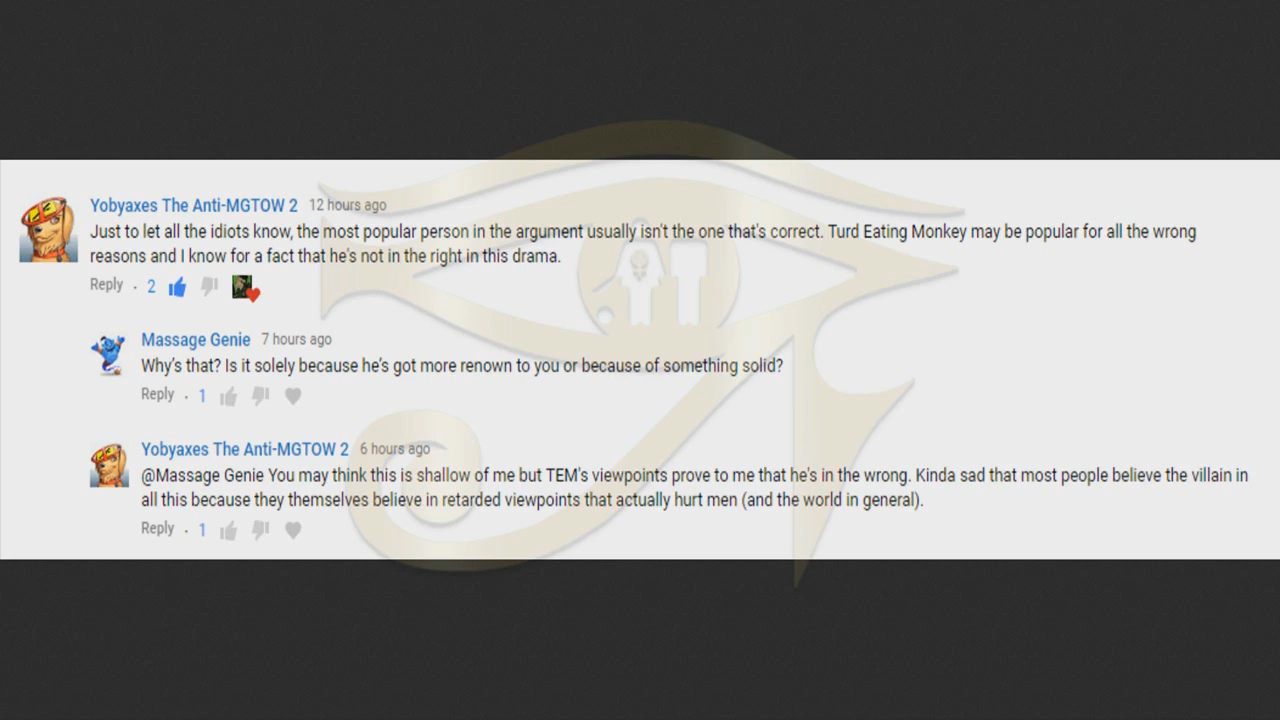 Yobyaxes The Anti-MGTOW 2 12 hours ago
Just to let all the idiots know, the most popular person in the argument usually isn't the one that's correct. Turd Eating Monkey may be popular for all the wrong
reasons and I know for a fact that he's not in the right in this drama.
Reply · 2
Massage Genie 7 hours ago
Why's that? Is it solely because he's got more renown to you or because of something solid?
Reply · 1
Yobyaxes The Anti-MGTOW 2 6 hours ago
@Massage Genie You may think this is shallow of me but TEM's viewpoints prove to me that he's in the wrong. Kinda sad that most people believe the villain in
all this because they themselves believe in retarded viewpoints that actually hurt men (and the world in general).
Reply · 1